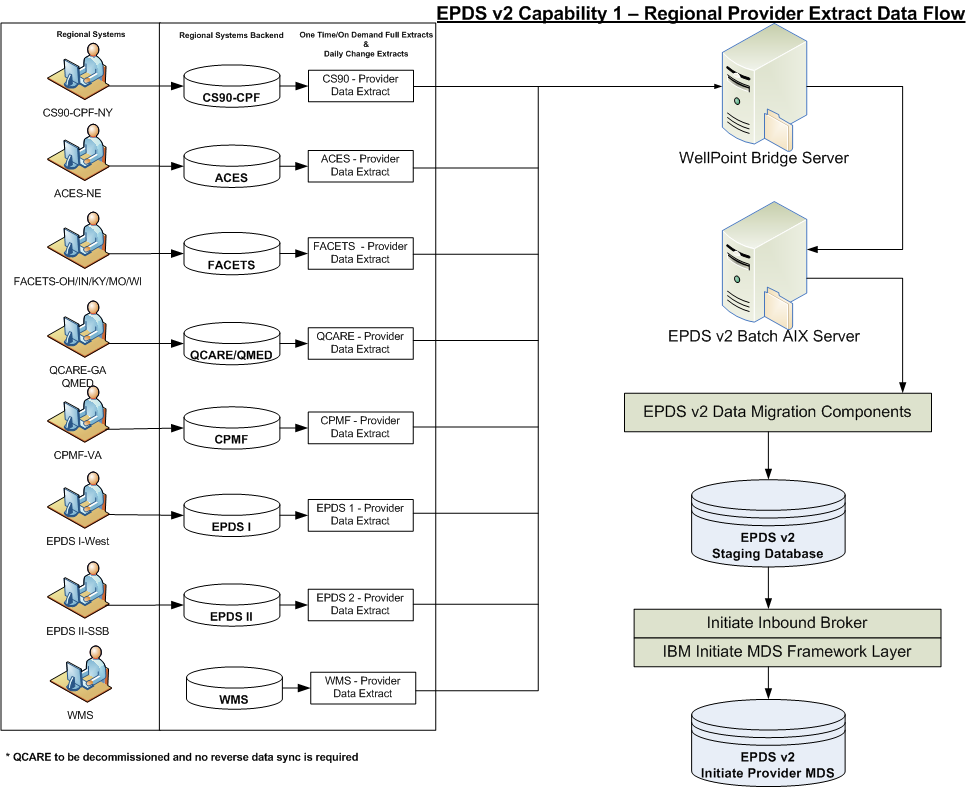 EPDS v2 Capability 1 – Regional Provider Extract Data Flow
Regional Systems
Regional Systems Backend
One Time/On Demand Full Extracts
&
Daily Change Extracts
CS90-CPF-NY
CS90-CPF
CS90 - Provider
Data Extract
ACES-NE
ACES
ACES - Provider
Data Extract
FACETS-OH/IN/KY/MO/WI
FACETS
FACETS - Provider
Data Extract
QCARE-GA
QMED
QCARE/QMED
QCARE - Provider
Data Extract
CPMF-VA
CPMF
CPMF - Provider
Data Extract
EPDS I-West
EPDS I
EPDS 1 - Provider
Data Extract
EPDS II-SSB
EPDS II
EPDS 2 - Provider
Data Extract
WMS
WMS
WMS - Provider
Data Extract
* QCARE to be decommissioned and no reverse data sync is required
WellPoint Bridge Server
EPDS v2 Batch AIX Server
EPDS v2 Data Migration Components
EPDS v2
Staging Database
Initiate Inbound Broker
IBM Initiate MDS Framework Layer
EPDS v2
Initiate Provider MDS